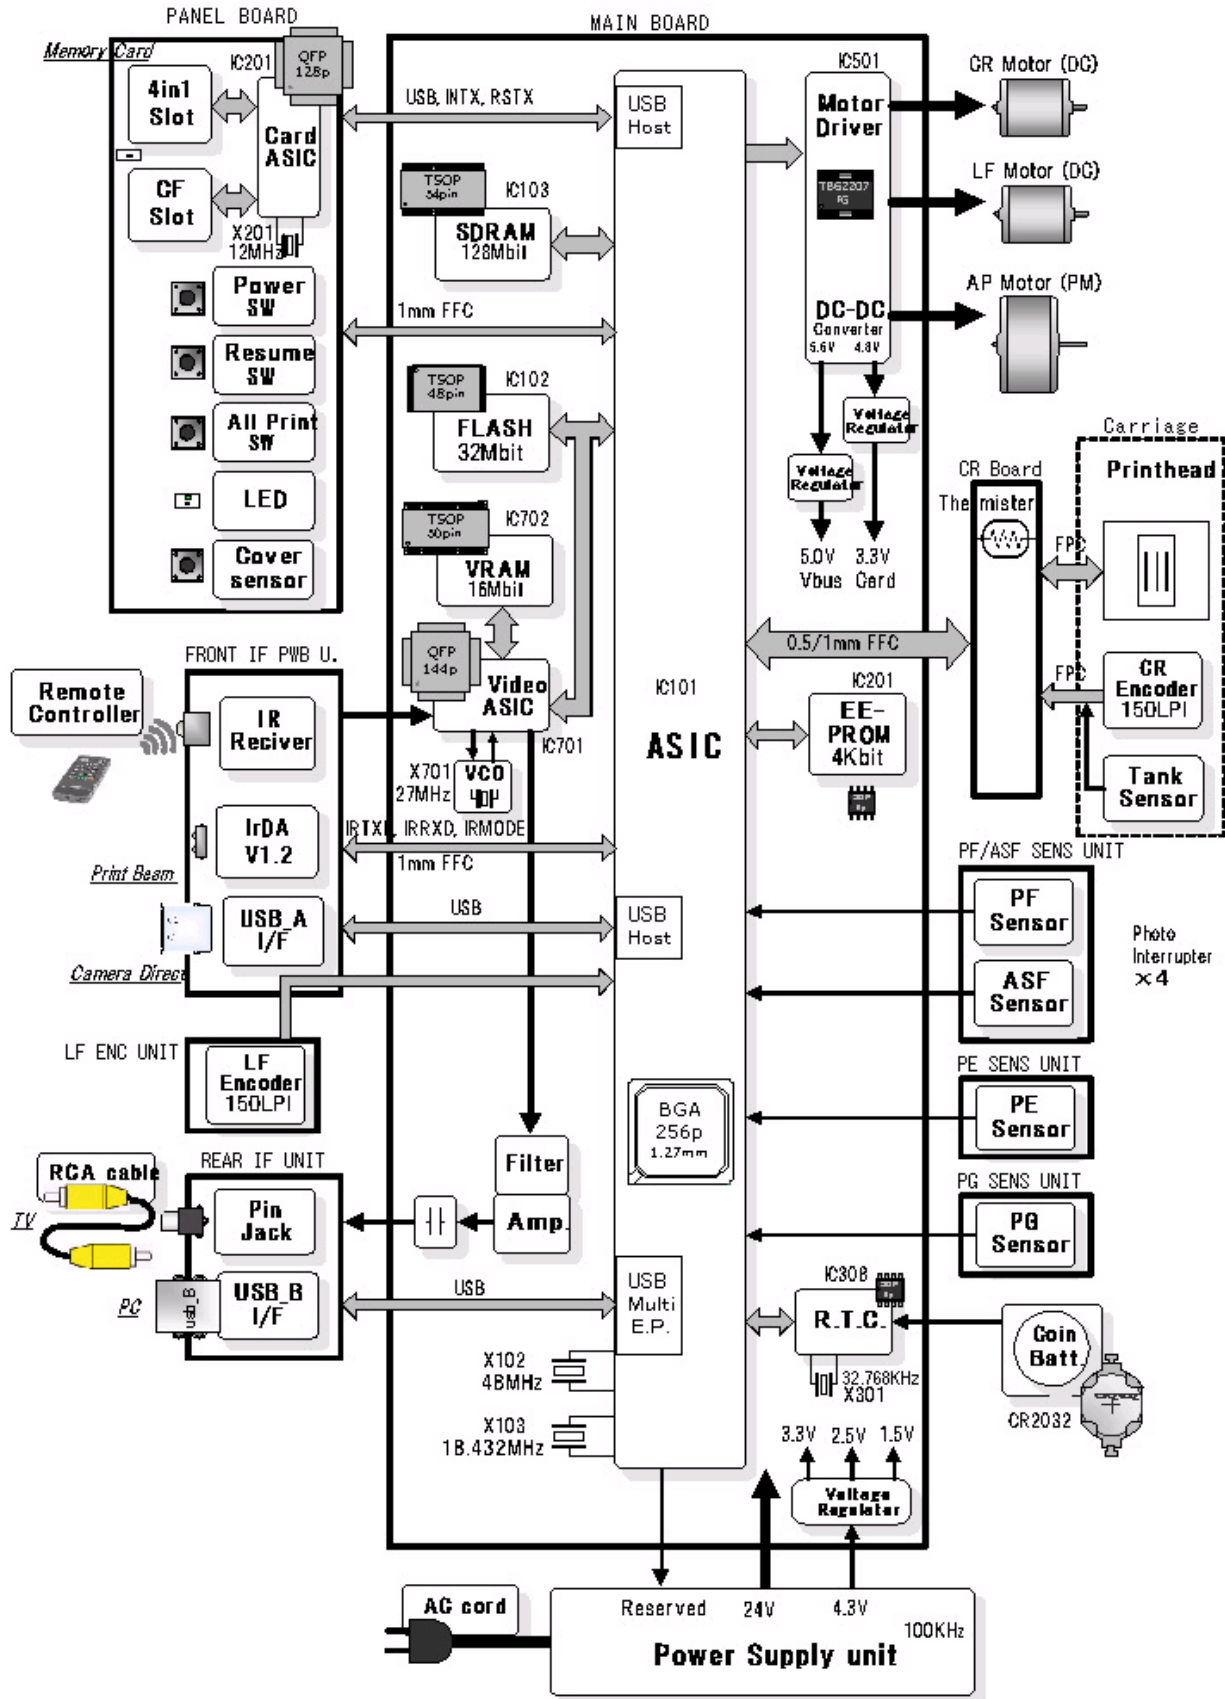 PANEL BOARD
MAIN BOARD
Memory Card
IC201
QFP
128p
4in1
Slot
Card
ASIC
CF
Slot
X201
12MHz
Power
SW
Resume
SW
All Print
SW
LED
Cover
sensor
USB, INTX, RSTX
USB
Host
TSOP
54pin
IC103
SDRAM
128Mbit
1mm FFC
TSOP
48pin
IC102
FLASH
32Mbit
TSOP
50pin
IC702
VRAM
16Mbit
QFP
144p
Video
ASIC
IC701
X701
27MHz
VCO
IC501
Motor
Driver
TB62207
FG
DC-DC
Converter
5.6V 4.8V
Voltage
Regulator
Voltage
Regulator
5.0V
Vbus
3.3V
Card
CR Motor (DC)
LF Motor (DC)
AP Motor (PM)
Carriage
CR Board
Printhead
The mister
FPC
0.5/1mm FFC
FPC
CR
Encoder
150LPI
Tank
Sensor
IC101
ASIC
IC201
EE-
PROM
4Kbit
FRONT IF PWB U.
Remote
Controller
IR
Reciver
IrDA
V1.2
IRTXD, IRRXD, IRMODE
1mm FFC
Print Beam
USB_A
I/F
USB
USB
Host
Camera Direct
PF/ASF SENS UNIT
PF
Sensor
ASF
Sensor
Photo
Interrupter
×4
LF ENC UNIT
LF
Encoder
150LPI
BGA
256p
1.27mm
PE SENS UNIT
PE
Sensor
PG SENS UNIT
PG
Sensor
REAR IF UNIT
RCA cable
TV
Pin
Jack
Filter
Amp.
PC
usb_B
USB_B
I/F
USB
USB
Multi
E.P.
IC308
R.T.C.
32.768KHz
X301
Coin
Batt.
CR2032
X102
48MHz
X103
18.432MHz
3.3V 2.5V 1.5V
Voltage
Regulator
AC cord
Reserved 24V 4.3V
100KHz
Power Supply unit